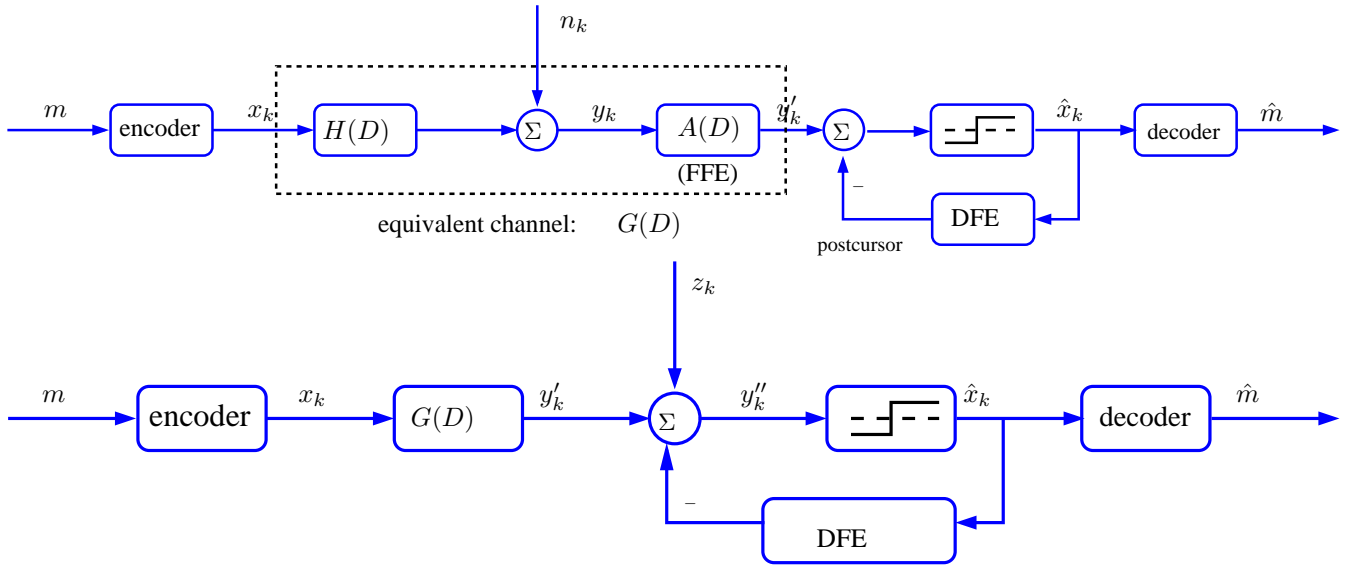 n_k
m encoder x_k H(D) Σ y_k A(D) y′_k Σ x̂_k decoder m̂
(FFE)
– DFE
equivalent channel: G(D) postcursor
z_k
m encoder x_k G(D) y′_k Σ y″_k x̂_k decoder m̂
–
DFE